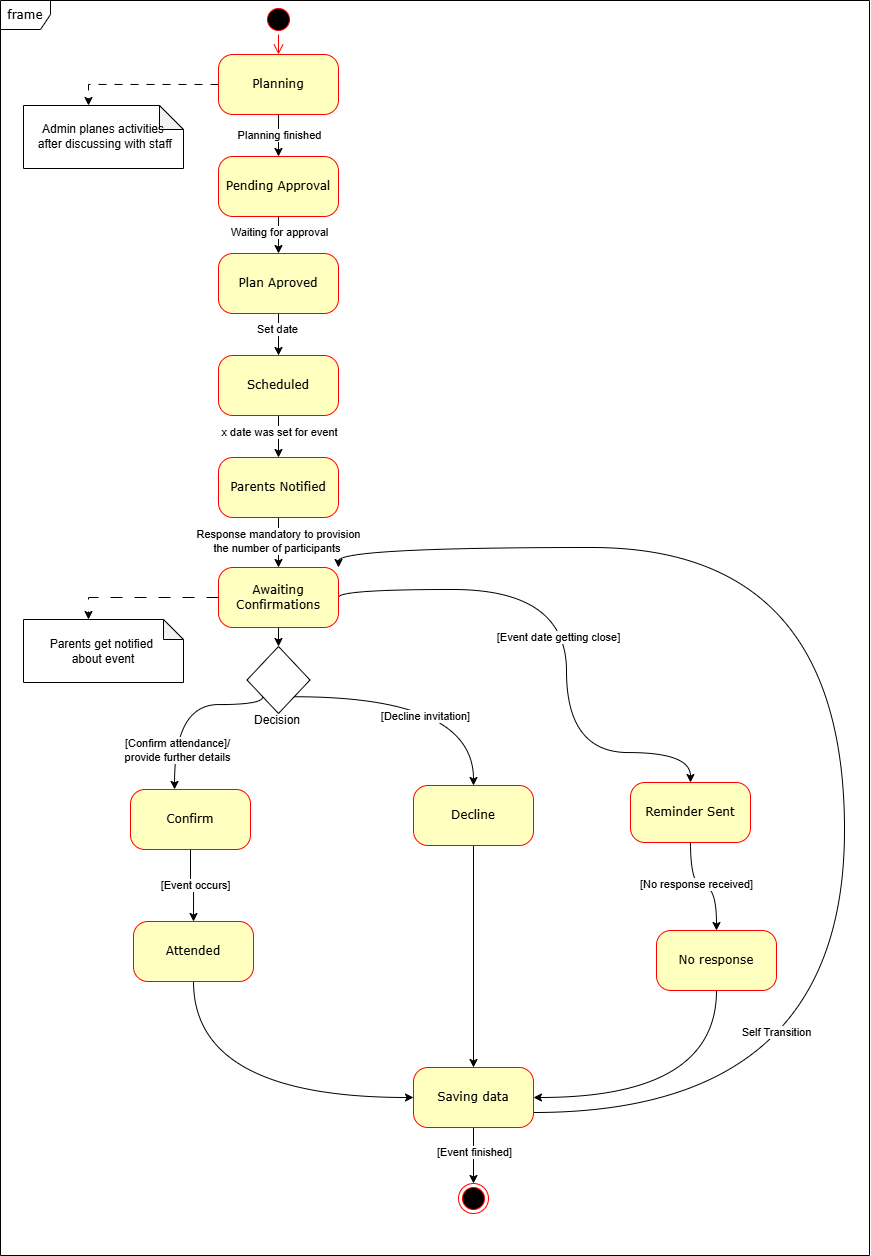 frame
Planning
Admin planes activities
after discussing with staff
Planning finished
Pending Approval
Waiting for approval
Plan Aproved
Set date
Scheduled
x date was set for event
Parents Notified
Response mandatory to provision
the number of participants
Awaiting
Confirmations
Parents get notified
about event
[Event date getting close]
Decision
[Decline invitation]
[Confirm attendance]/
provide further details
Confirm
Decline
Reminder Sent
[Event occurs]
[No response received]
Attended
No response
Self Transition
Saving data
[Event finished]